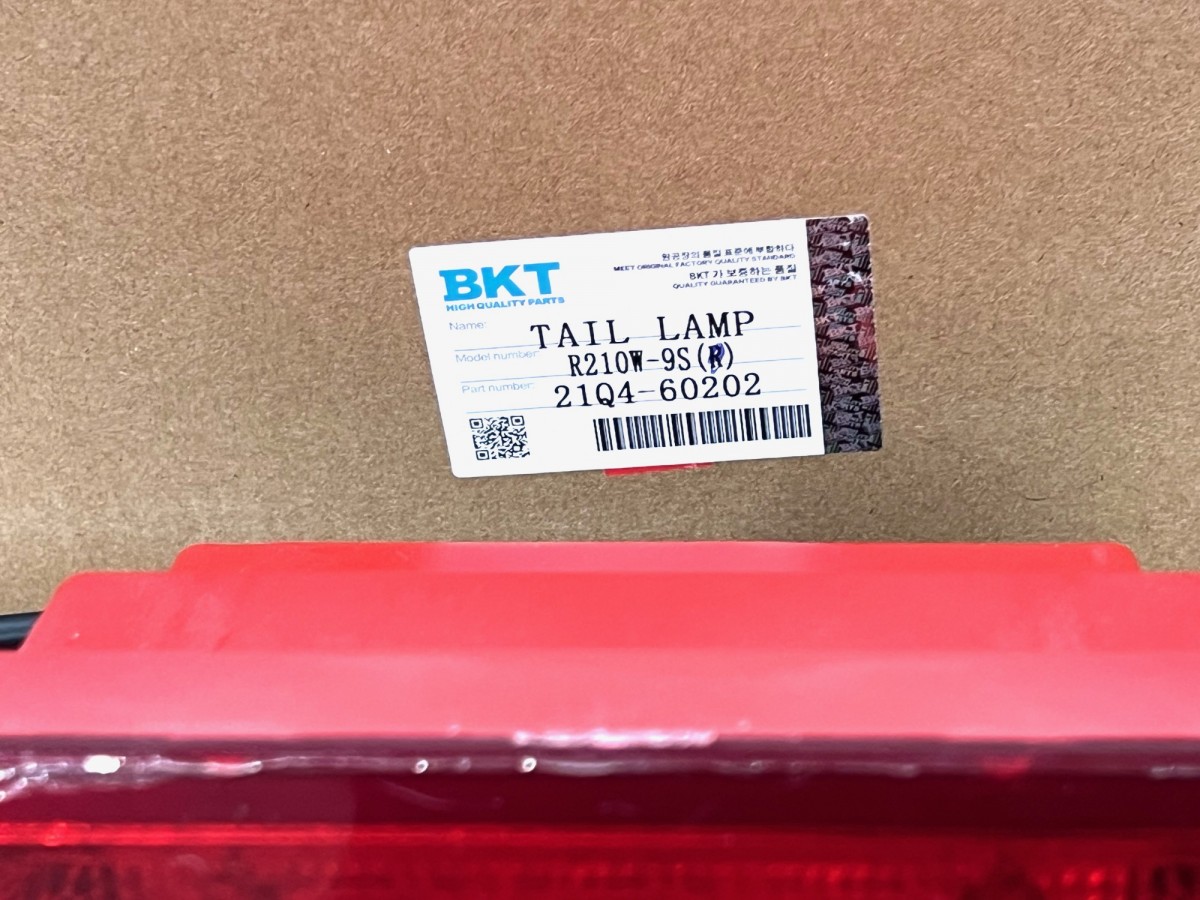 BKT
HIGH QUALITY PARTS
원공장의 품질 표준에 부합하다
MEET ORIGINAL FACTORY QUALITY STANDARD
BKT 가 보증하는 품질
QUALITY GUARANTEED BY BKT
Name: TAIL LAMP
Model number: R210W-9S(R)
Part number: 21Q4-60202